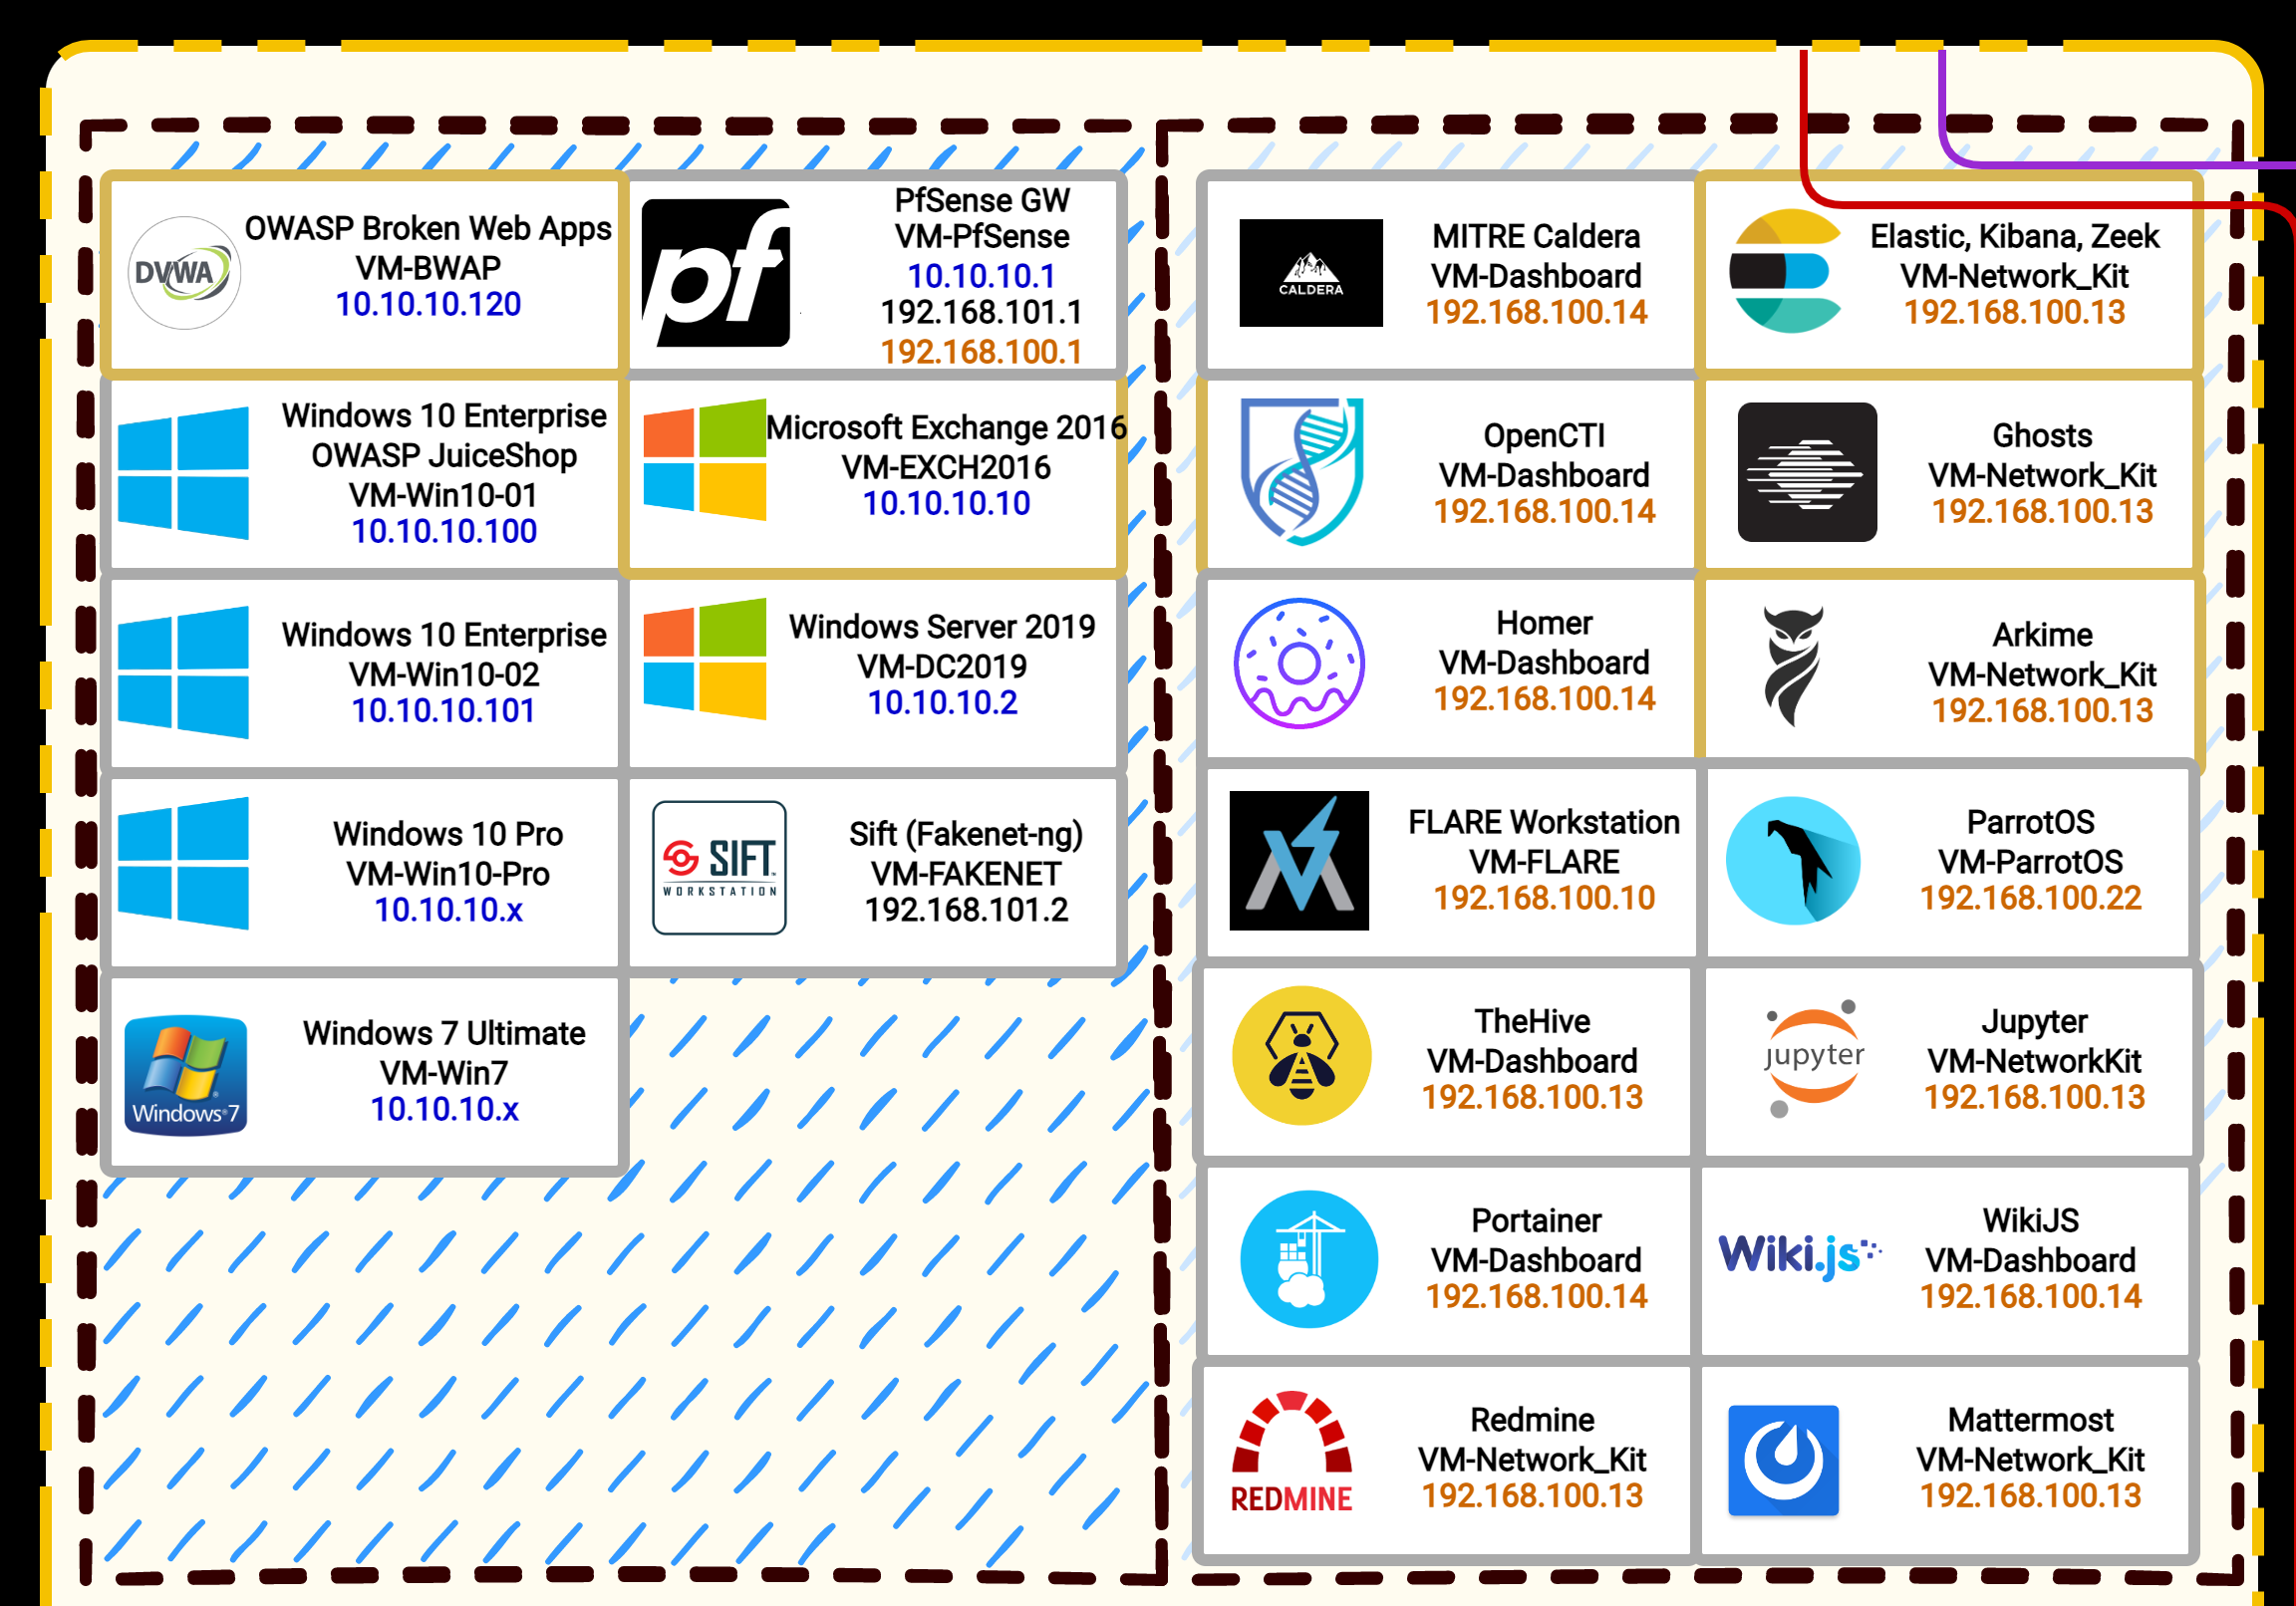 DVWA
OWASP Broken Web Apps
VM-BWAP
10.10.10.120
pf
PfSense GW
VM-PfSense
10.10.10.1
192.168.101.1
192.168.100.1
Windows 10 Enterprise
OWASP JuiceShop
VM-Win10-01
10.10.10.100
Microsoft Exchange 2016
VM-EXCH2016
10.10.10.10
Windows 10 Enterprise
VM-Win10-02
10.10.10.101
Windows Server 2019
VM-DC2019
10.10.10.2
Windows 10 Pro
VM-Win10-Pro
10.10.10.x
SIFT
WORKSTATION
Sift (Fakenet-ng)
VM-FAKENET
192.168.101.2
Windows 7
Windows 7 Ultimate
VM-Win7
10.10.10.x
CALDERA
MITRE Caldera
VM-Dashboard
192.168.100.14
Elastic, Kibana, Zeek
VM-Network_Kit
192.168.100.13
OpenCTI
VM-Dashboard
192.168.100.14
Ghosts
VM-Network_Kit
192.168.100.13
Homer
VM-Dashboard
192.168.100.14
Arkime
VM-Network_Kit
192.168.100.13
FLARE Workstation
VM-FLARE
192.168.100.10
ParrotOS
VM-ParrotOS
192.168.100.22
TheHive
VM-Dashboard
192.168.100.13
jupyter
Jupyter
VM-NetworkKit
192.168.100.13
Portainer
VM-Dashboard
192.168.100.14
Wiki.js
WikiJS
VM-Dashboard
192.168.100.14
REDMINE
Redmine
VM-Network_Kit
192.168.100.13
Mattermost
VM-Network_Kit
192.168.100.13